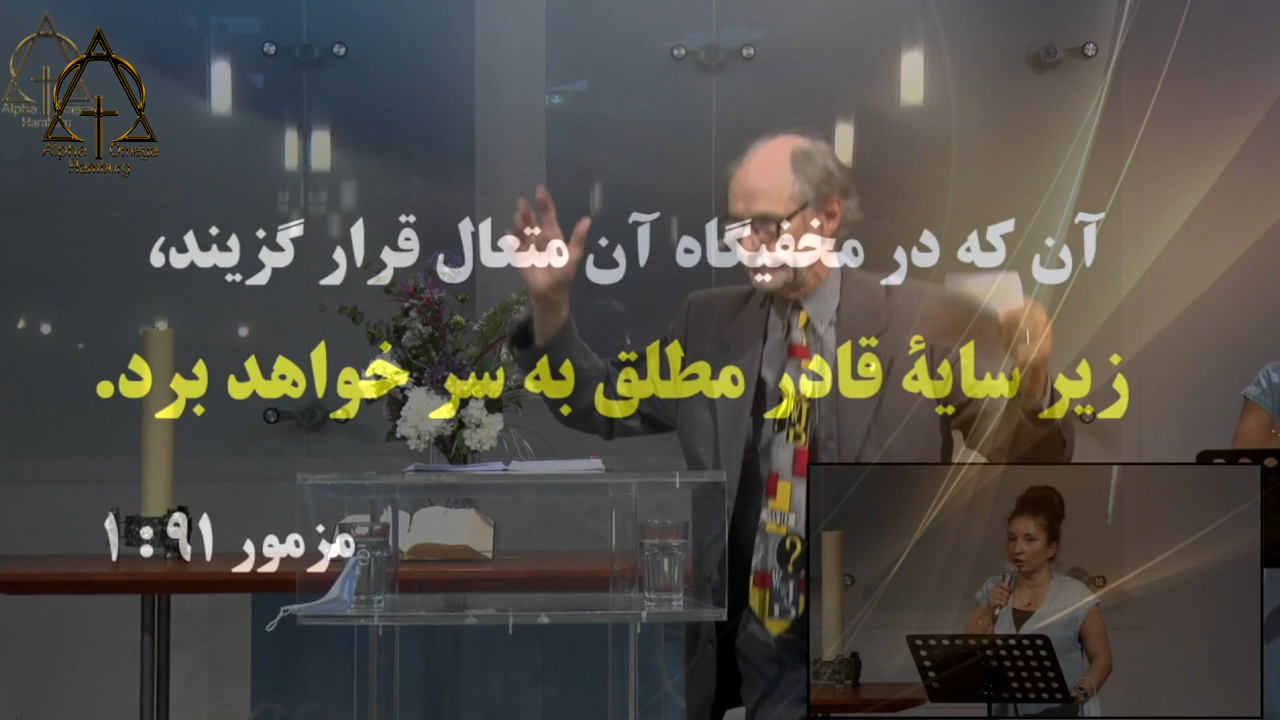 Alpha Omega
Hamburg
آن که در مخفیگاه آن متعال قرار گزیند،
زیر سایهٔ قادر مطلق به سر خواهد برد.
مزمور ۹۱ : ۱